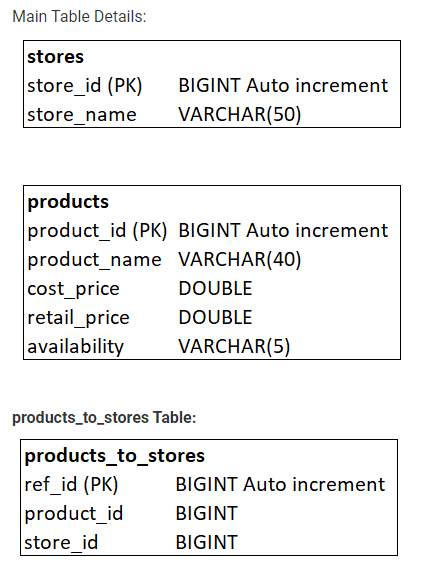 Main Table Details:
stores
store_id (PK) BIGINT Auto increment
store_name VARCHAR(50)
products
product_id (PK) BIGINT Auto increment
product_name VARCHAR(40)
cost_price DOUBLE
retail_price DOUBLE
availability VARCHAR(5)
products_to_stores Table:
products_to_stores
ref_id (PK) BIGINT Auto increment
product_id BIGINT
store_id BIGINT